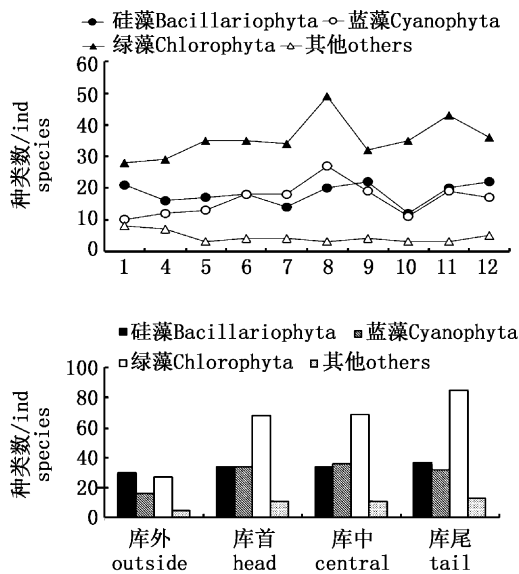 硅藻Bacillariophyta 蓝藻Cyanophyta
绿藻Chlorophyta 其他others
种类数/ind
species
60
50
40
30
20
10
0
1 4 5 6 7 8 9 10 11 12
硅藻Bacillariophyta 蓝藻Cyanophyta
绿藻Chlorophyta 其他others
种类数/ind
species
100
80
60
40
20
0
库外 库首 库中 库尾
outside head central tail